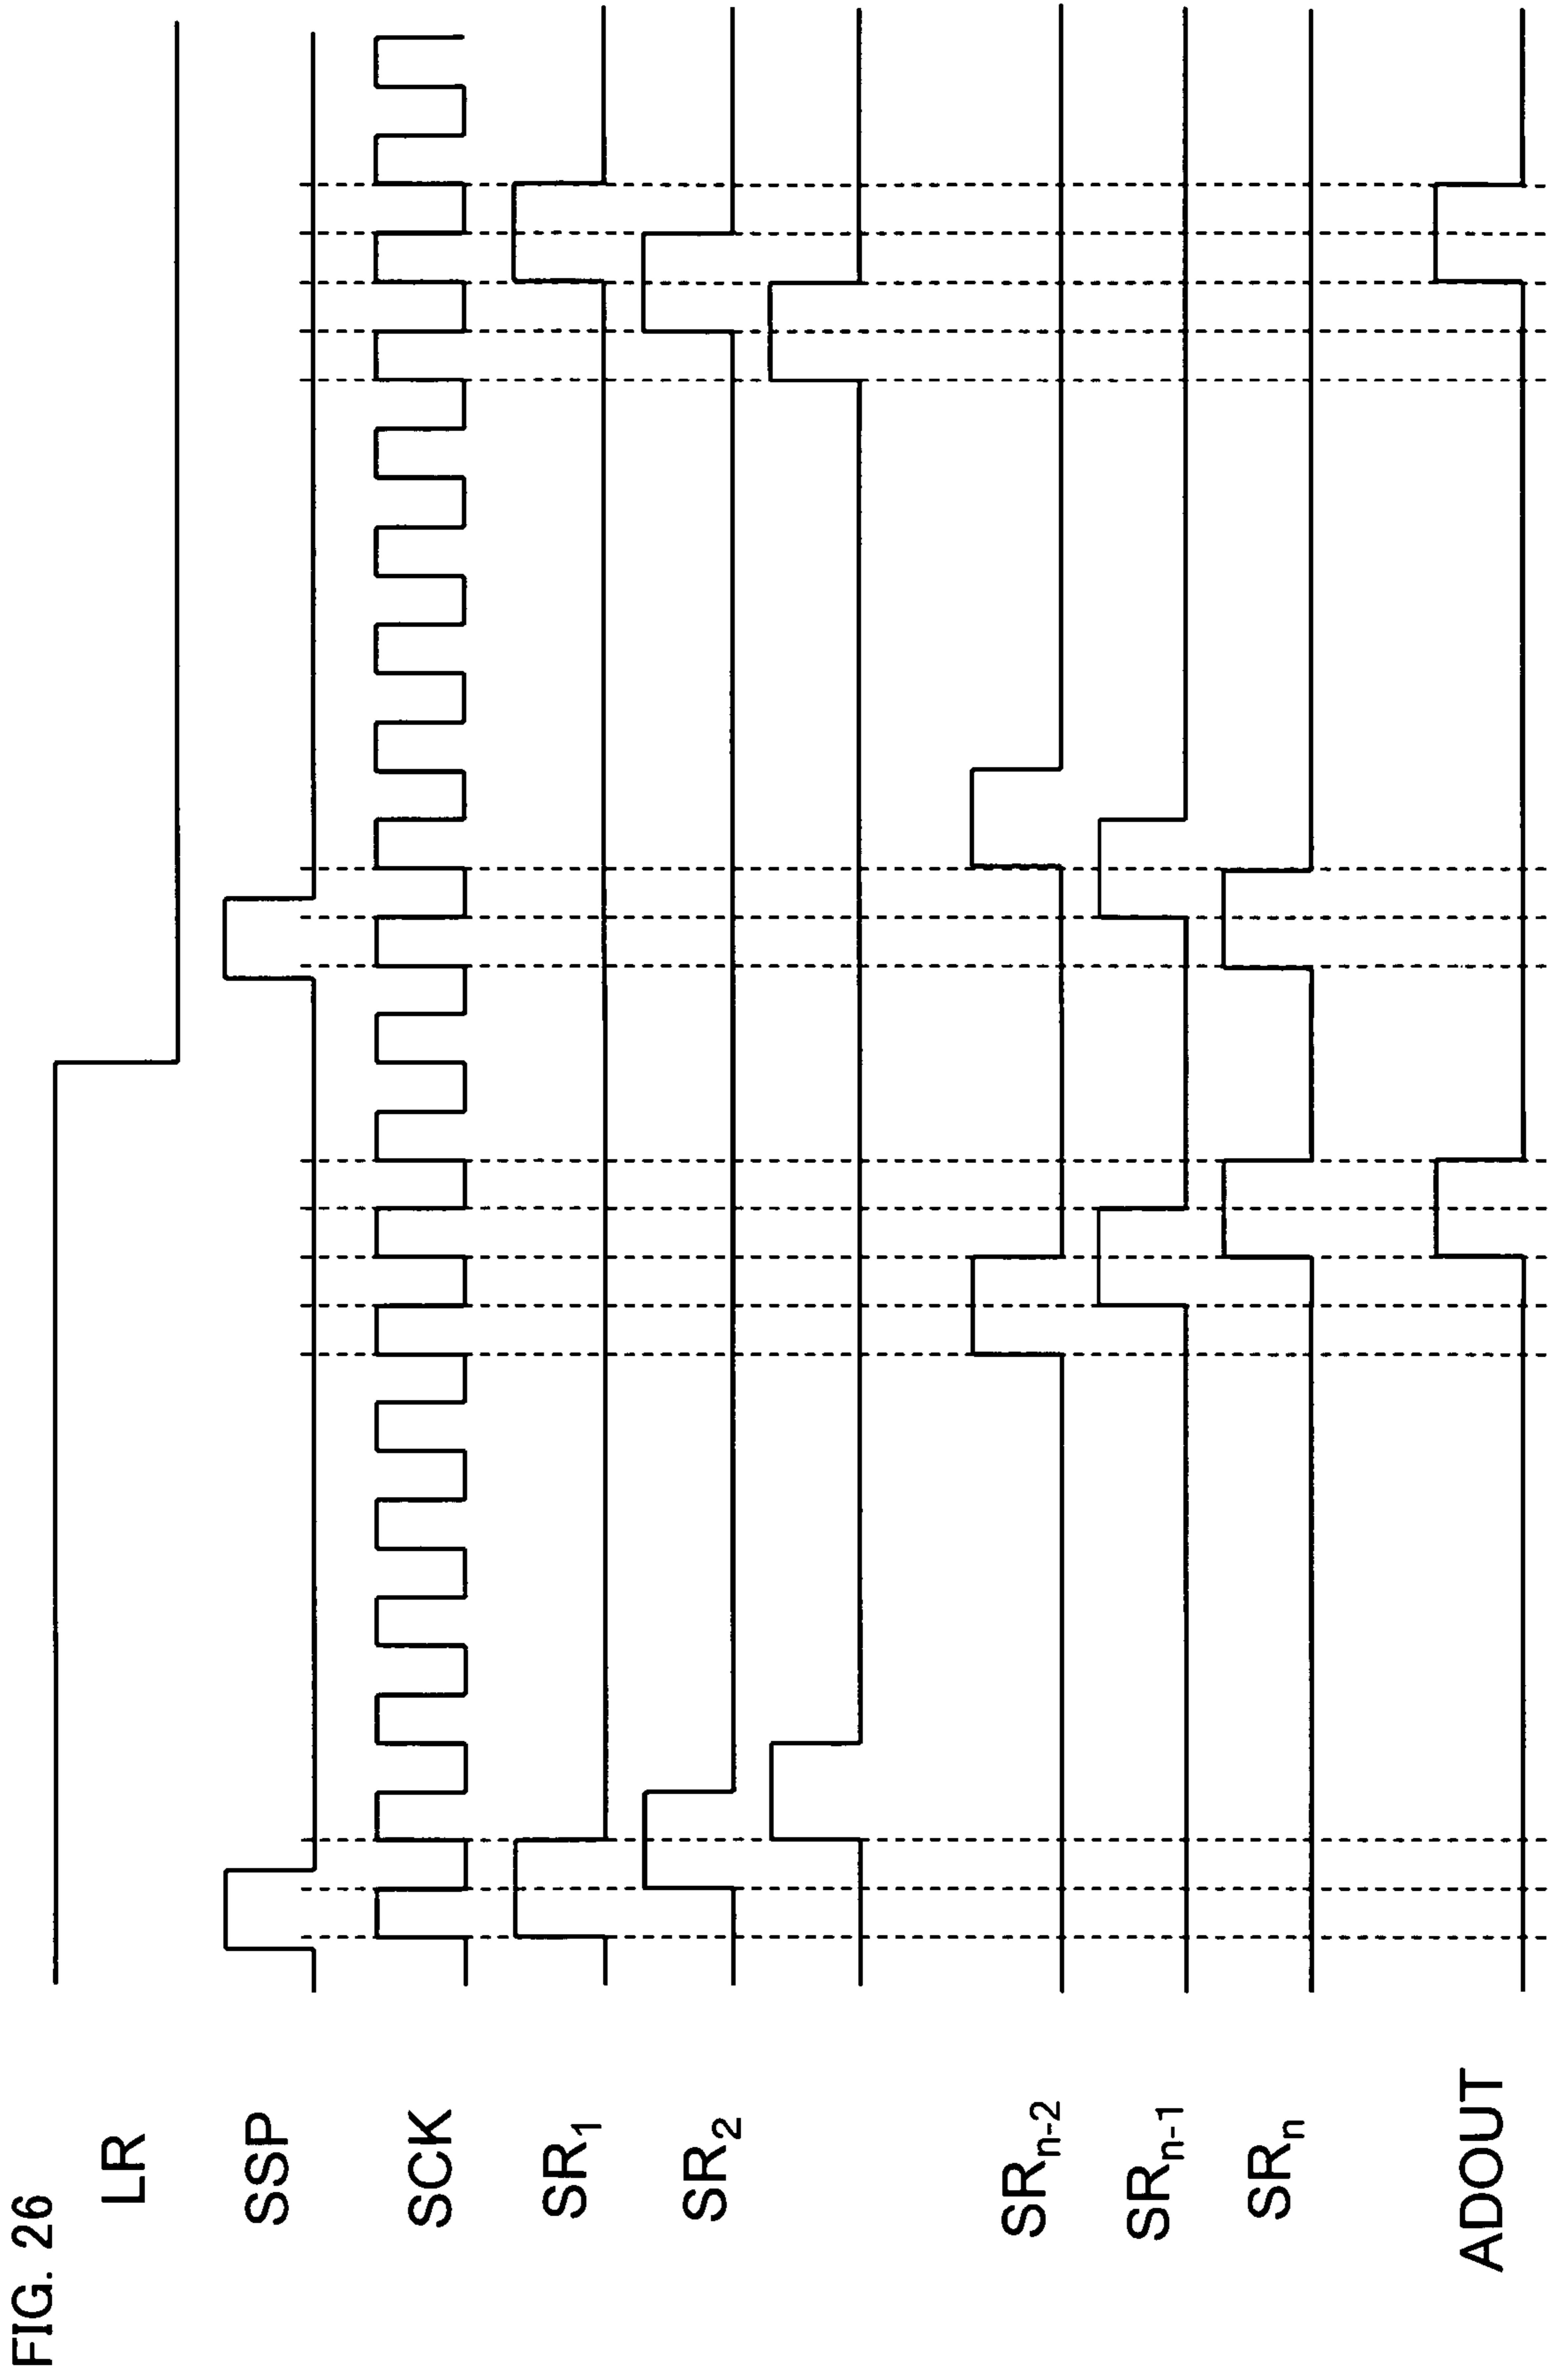 FIG. 26
LR
SSP
SCK
SR1
SR2
SRn-2
SRn-1
SRn
ADOUT